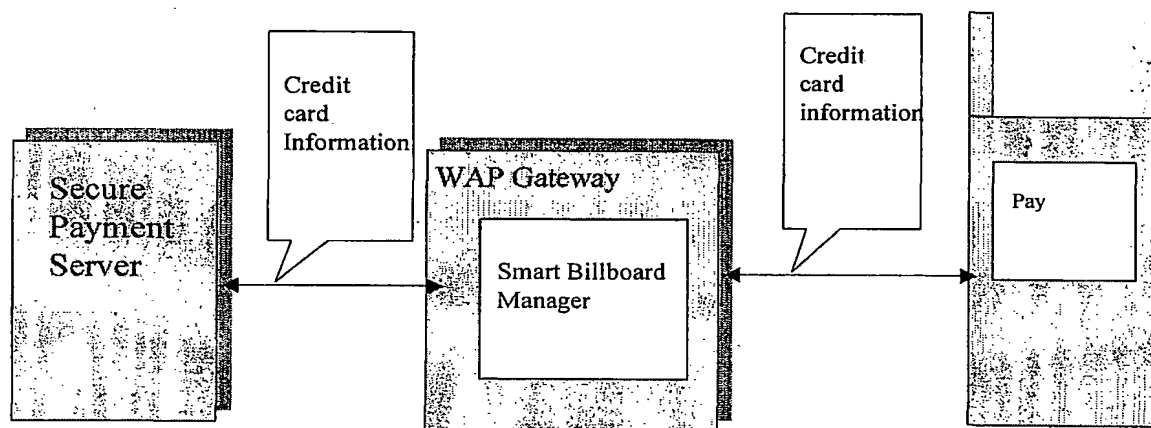 Credit
card
Information
Credit
card
information
Secure
Payment
Server
WAP Gateway
Smart Billboard
Manager
Pay